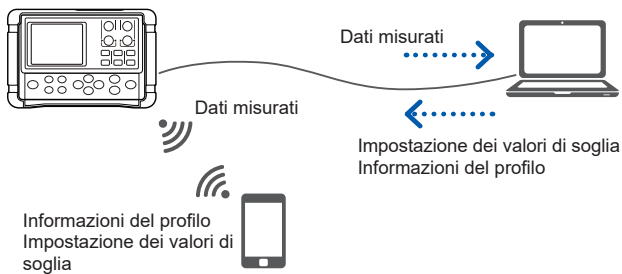 Dati misurati
Dati misurati
Impostazione dei valori di soglia
Informazioni del profilo
Informazioni del profilo
Impostazione dei valori di
soglia